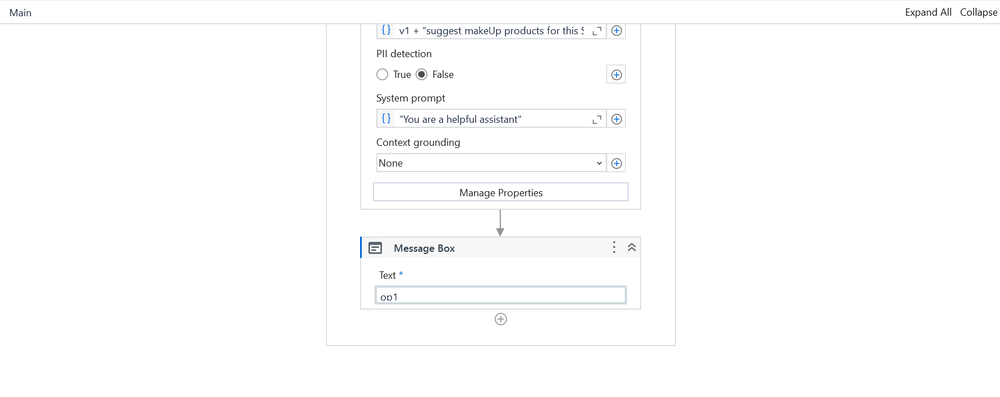 Main
Expand All
Collapse
{} v1 + "suggest makeUp products for this
PII detection
True
False
System prompt
{} "You are a helpful assistant"
Context grounding
None
Manage Properties
Message Box
Text *
op1